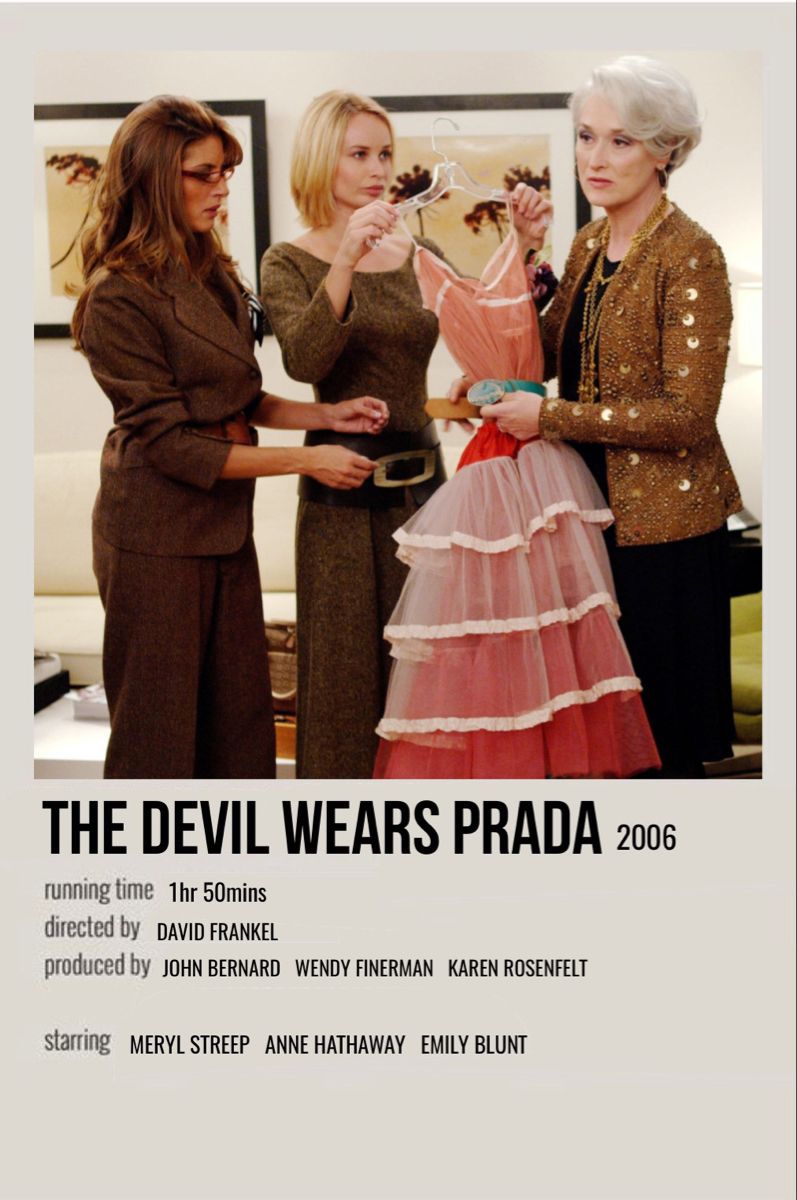 THE DEVIL WEARS PRADA 2006
running time 1hr 50mins
directed by DAVID FRANKEL
produced by JOHN BERNARD WENDY FINERMAN KAREN ROSENFELT
starring MERYL STREEP ANNE HATHAWAY EMILY BLUNT